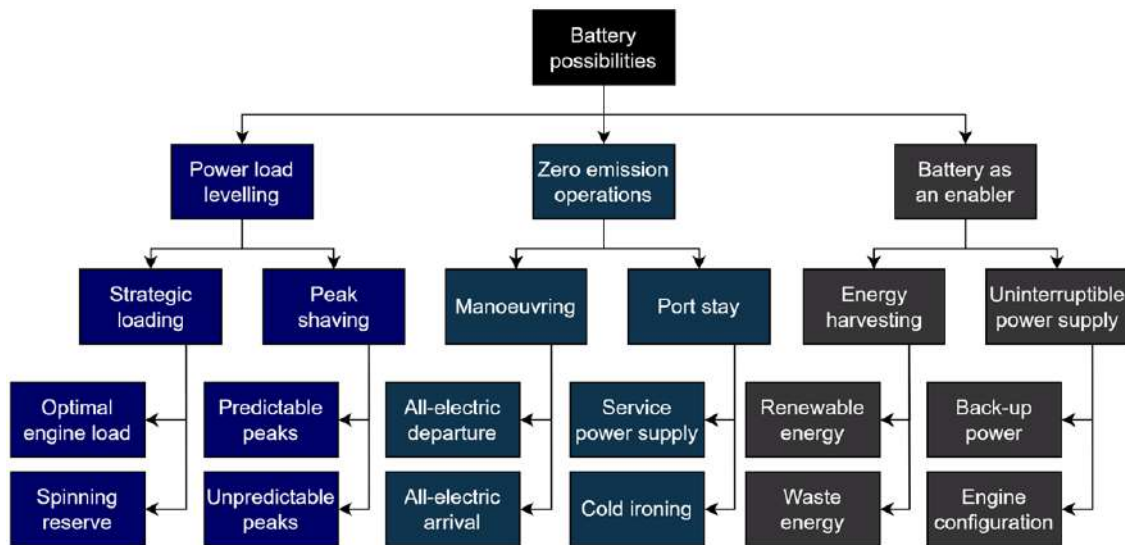 Battery
possibilities
Power load
levelling
Zero emission
operations
Battery as
an enabler
Strategic
loading
Peak
shaving
Manoeuvring
Port stay
Energy
harvesting
Uninterruptible
power supply
Optimal
engine load
Predictable
peaks
All-electric
departure
Service
power supply
Renewable
energy
Back-up
power
Spinning
reserve
Unpredictable
peaks
All-electric
arrival
Cold ironing
Waste
energy
Engine
configuration